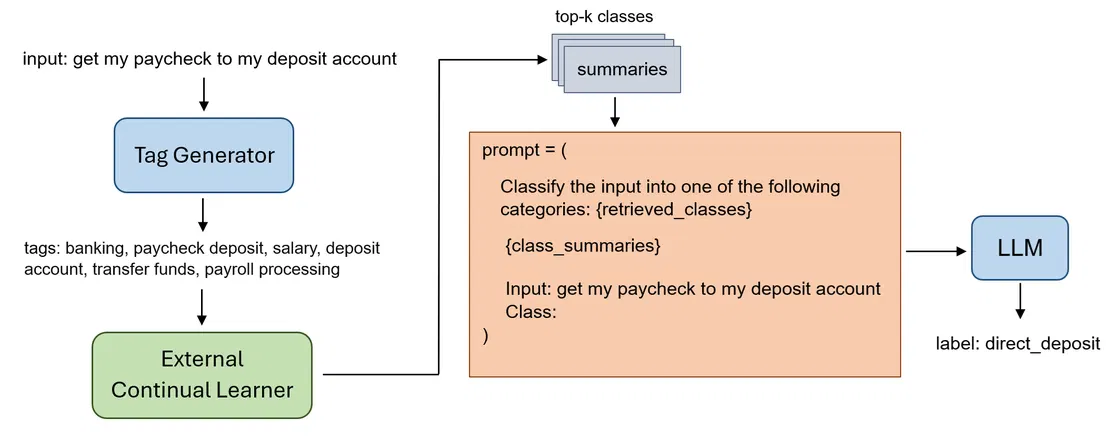 input: get my paycheck to my deposit account
Tag Generator
tags: banking, paycheck deposit, salary, deposit
account, transfer funds, payroll processing
External
Continual Learner
top-k classes
summaries
prompt = (
Classify the input into one of the following
categories: {retrieved_classes}
{class_summaries}
Input: get my paycheck to my deposit account
Class:
)
LLM
label: direct_deposit